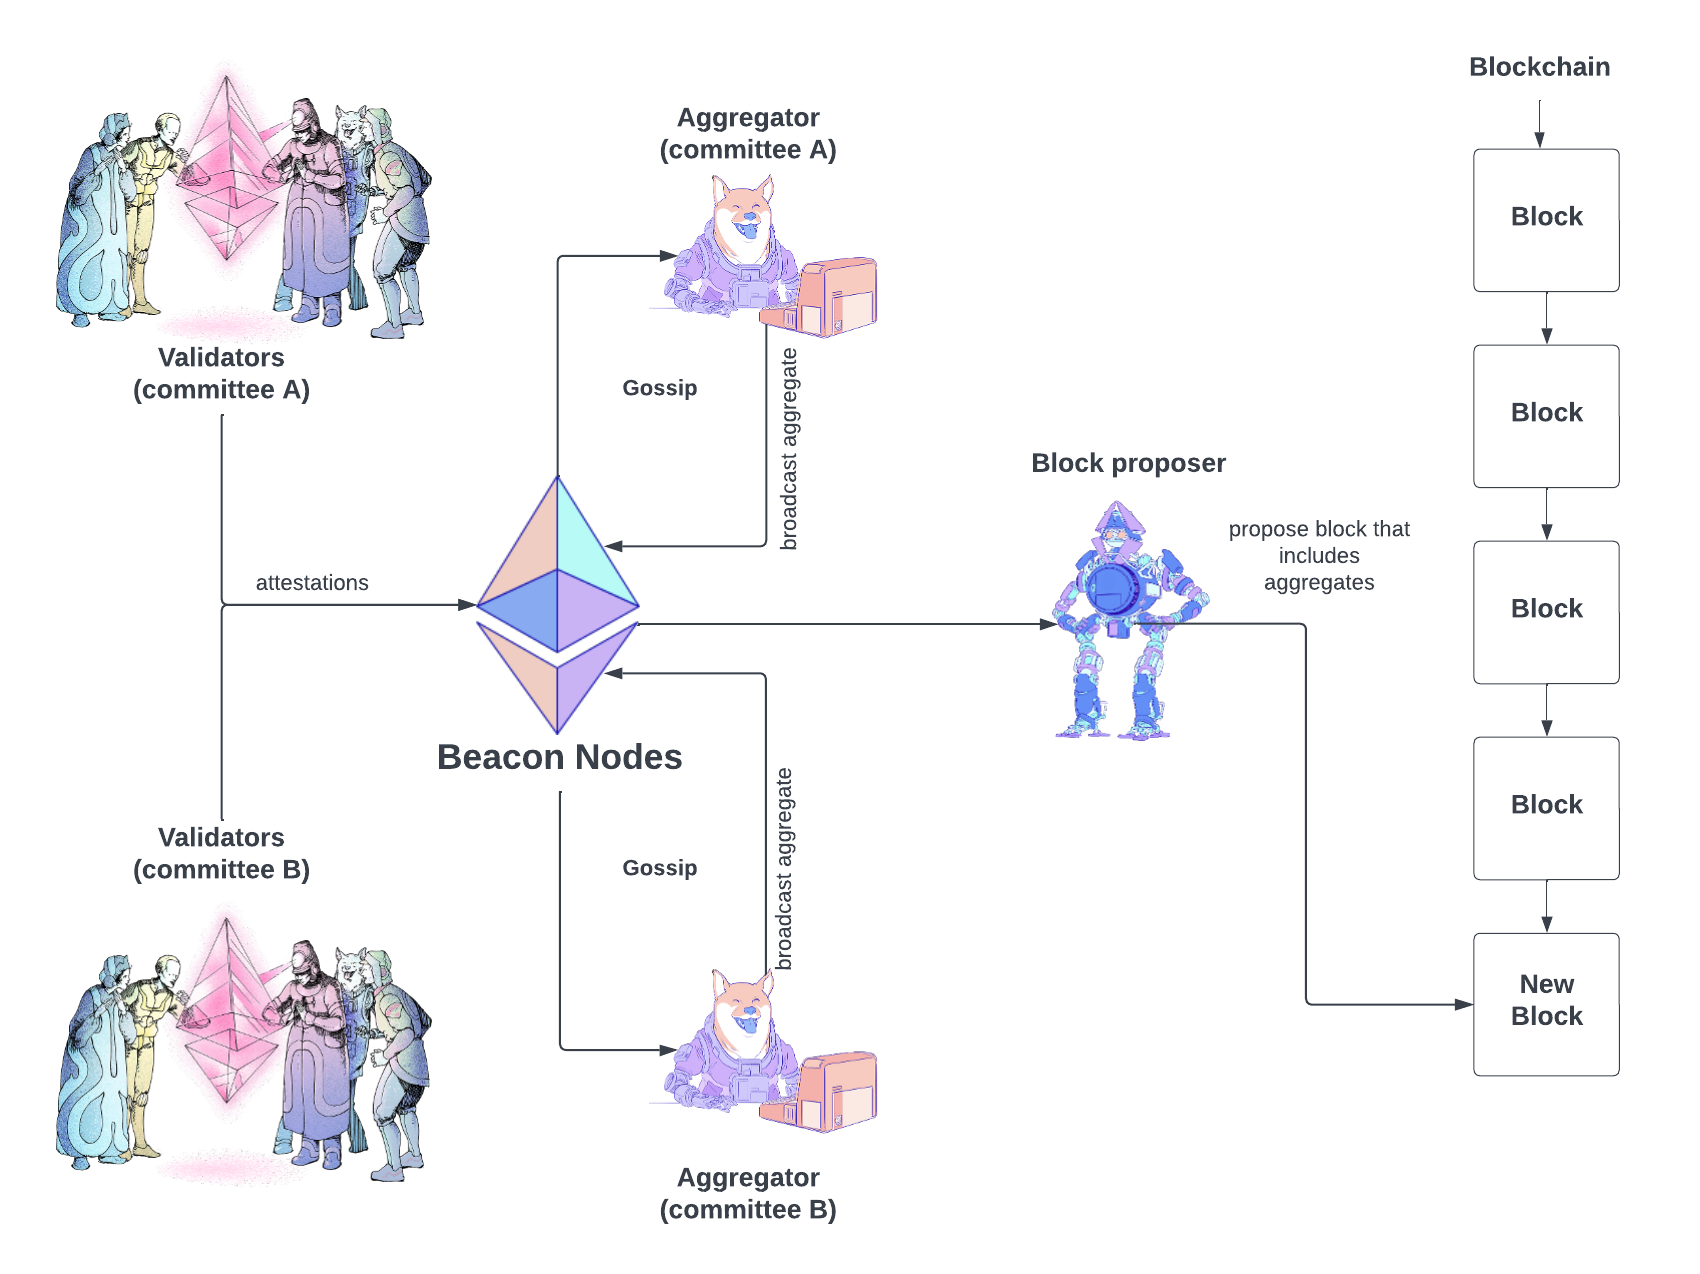 Blockchain
Aggregator
(committee A)
Block
Validators
(committee A)
Gossip
broadcast aggregate
Block
Block proposer
propose block that
includes
aggregates
attestations
Block
Beacon Nodes
Block
Validators
(committee B)
Gossip
broadcast aggregate
New
Block
Aggregator
(committee B)